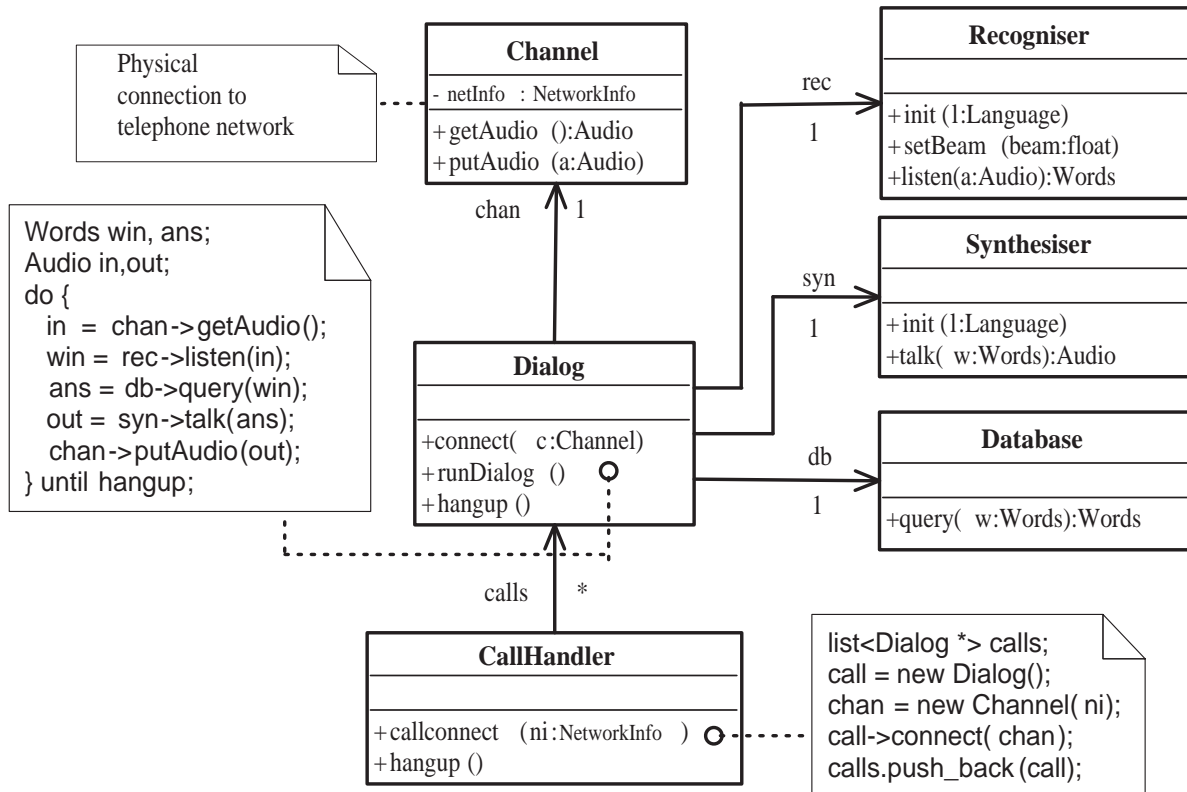 Physical
connection to
telephone network
Channel
- netInfo : NetworkInfo
+getAudio ():Audio
+putAudio (a:Audio)
Recogniser
+init (l:Language)
+setBeam (beam:float)
+listen(a:Audio):Words
rec
1
chan 1
Words win, ans;
Audio in,out;
do {
in = chan->getAudio();
win = rec->listen(in);
ans = db->query(win);
out = syn->talk(ans);
chan->putAudio(out);
} until hangup;
Synthesiser
+init (l:Language)
+talk( w:Words):Audio
syn
1
Dialog
+connect( c:Channel)
+runDialog ()
+hangup ()
Database
+query( w:Words):Words
db
1
calls *
CallHandler
+callconnect (ni:NetworkInfo )
+hangup ()
list<Dialog *> calls;
call = new Dialog();
chan = new Channel( ni);
call->connect( chan);
calls.push_back (call);